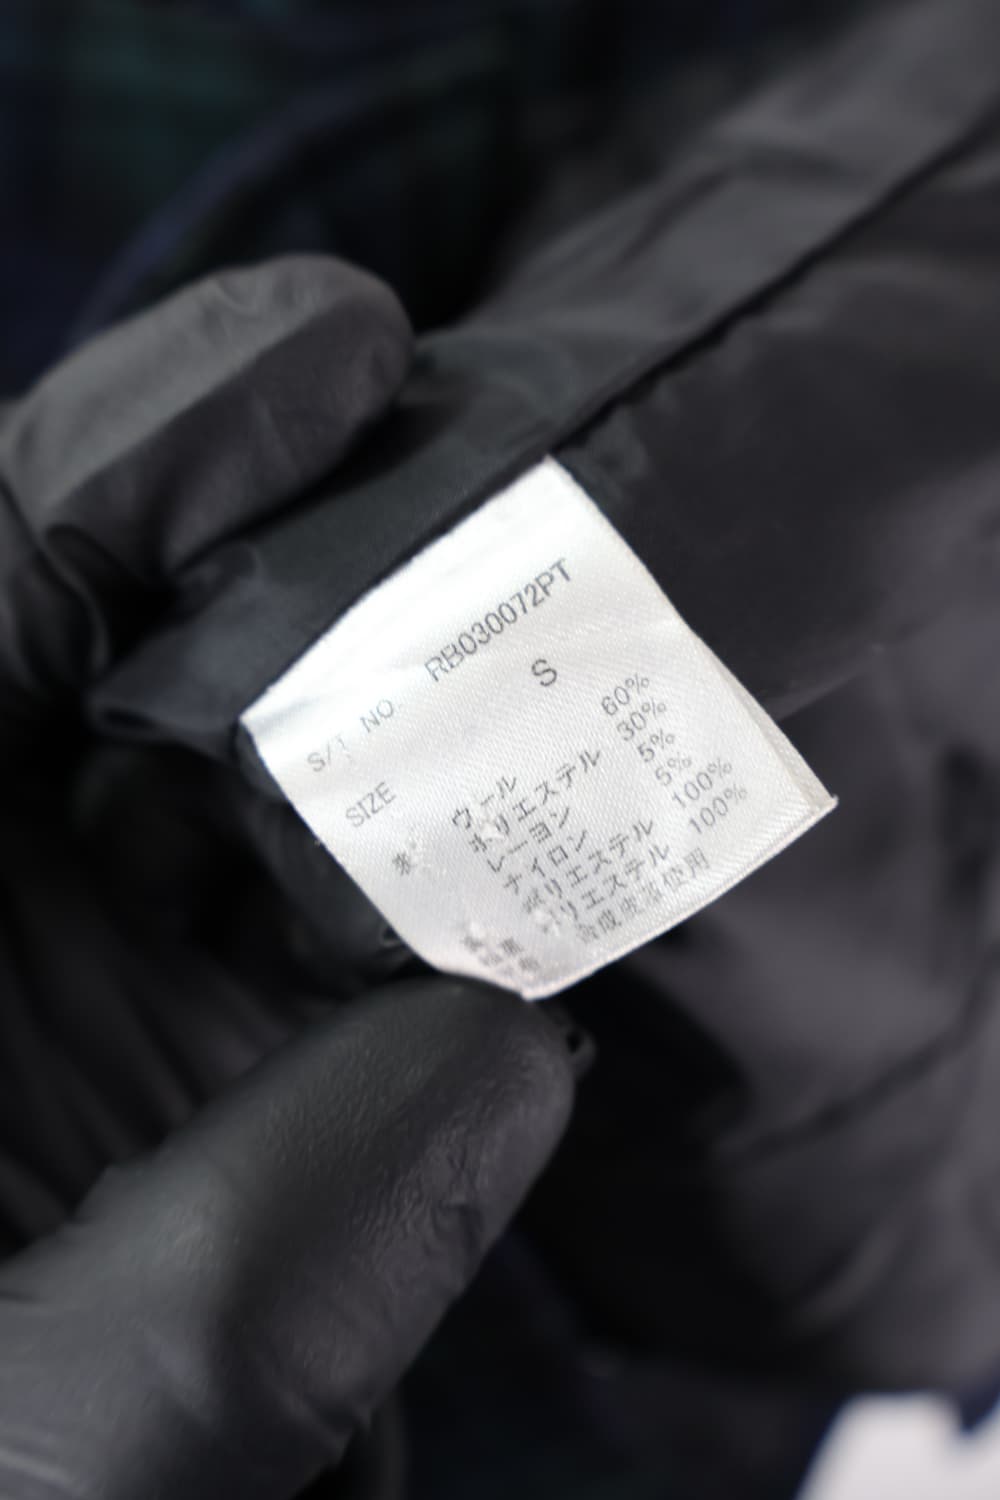 S/T NO. RB030072PT
SIZE S
表 ウール 60%
ポリエステル 30%
レーヨン 5%
ナイロン 5%
ポリエステル 100%
ポリエステル 100%
合成皮革使用